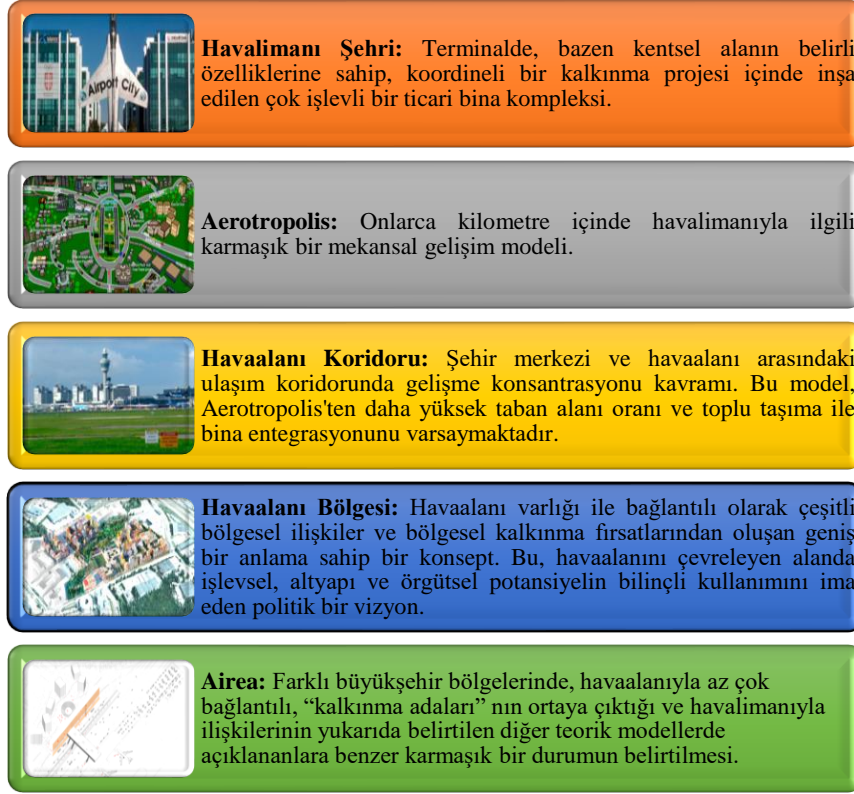 Airport City
Havalimanı Şehri: Terminalde, bazen kentsel alanın belirli
özelliklerine sahip, koordineli bir kalkınma projesi içinde inşa
edilen çok işlevli bir ticari bina kompleksi.
Aerotropolis: Onlarca kilometre içinde havalimanıyla ilgili
karmaşık bir mekansal gelişim modeli.
Havaalanı Koridoru: Şehir merkezi ve havaalanı arasındaki
ulaşım koridorunda gelişme konsantrasyonu kavramı. Bu model,
Aerotropolis'ten daha yüksek taban alanı oranı ve toplu taşıma ile
bina entegrasyonunu varsaymaktadır.
Havaalanı Bölgesi: Havaalanı varlığı ile bağlantılı olarak çeşitli
bölgesel ilişkiler ve bölgesel kalkınma fırsatlarından oluşan geniş
bir anlama sahip bir konsept. Bu, havaalanını çevreleyen alanda
işlevsel, altyapı ve örgütsel potansiyelin bilinçli kullanımını ima
eden politik bir vizyon.
Airea: Farklı büyükşehir bölgelerinde, havaalanıyla az çok
bağlantılı, “kalkınma adaları” nın ortaya çıktığı ve havalimanıyla
ilişkilerinin yukarıda belirtilen diğer teorik modellerde
açıklananlara benzer karmaşık bir durumun belirtilmesi.